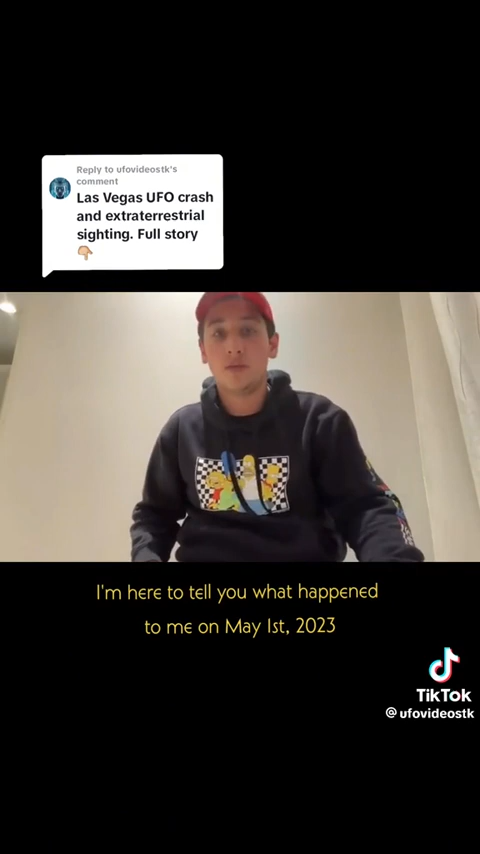 Reply to ufovideostk's
comment
Las Vegas UFO crash
and extraterrestrial
sighting. Full story
👇🏼
I'm here to tell you what happened
to me on May 1st, 2023
TikTok
@ufovideostk